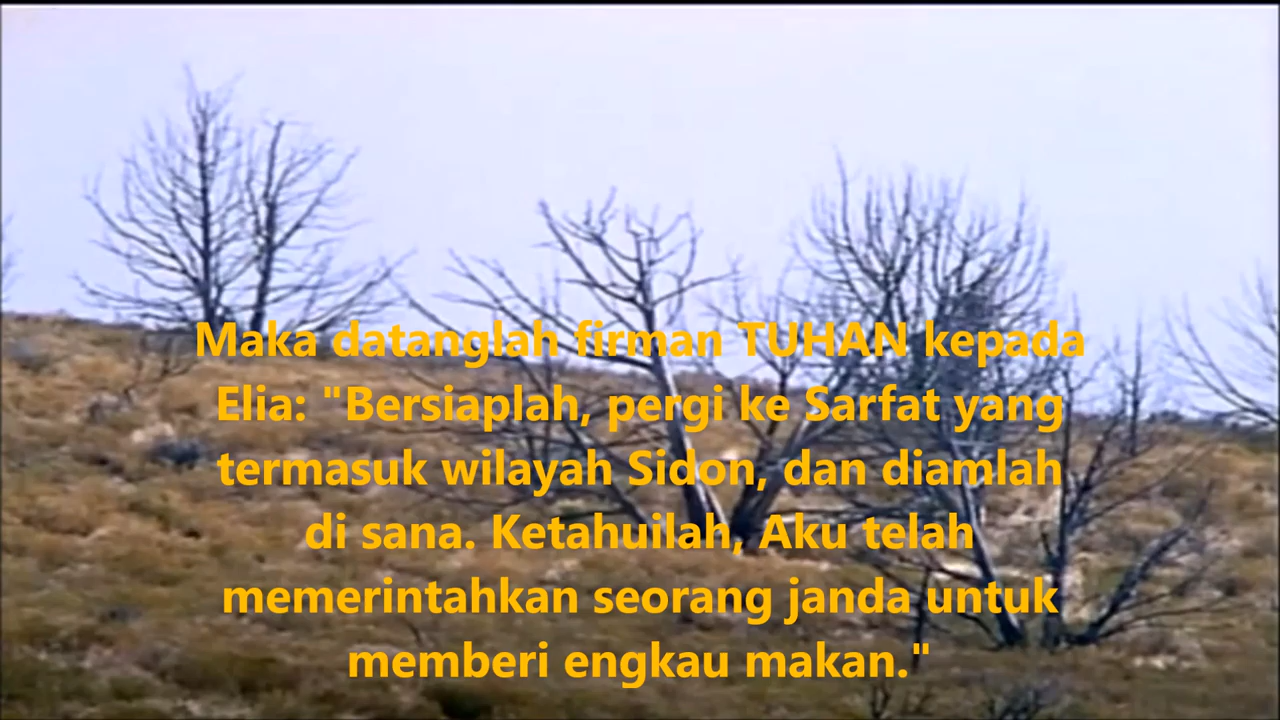 Maka datanglah firman TUHAN kepada
Elia: "Bersiaplah, pergi ke Sarfat yang
termasuk wilayah Sidon, dan diamlah
di sana. Ketahuilah, Aku telah
memerintahkan seorang janda untuk
memberi engkau makan."